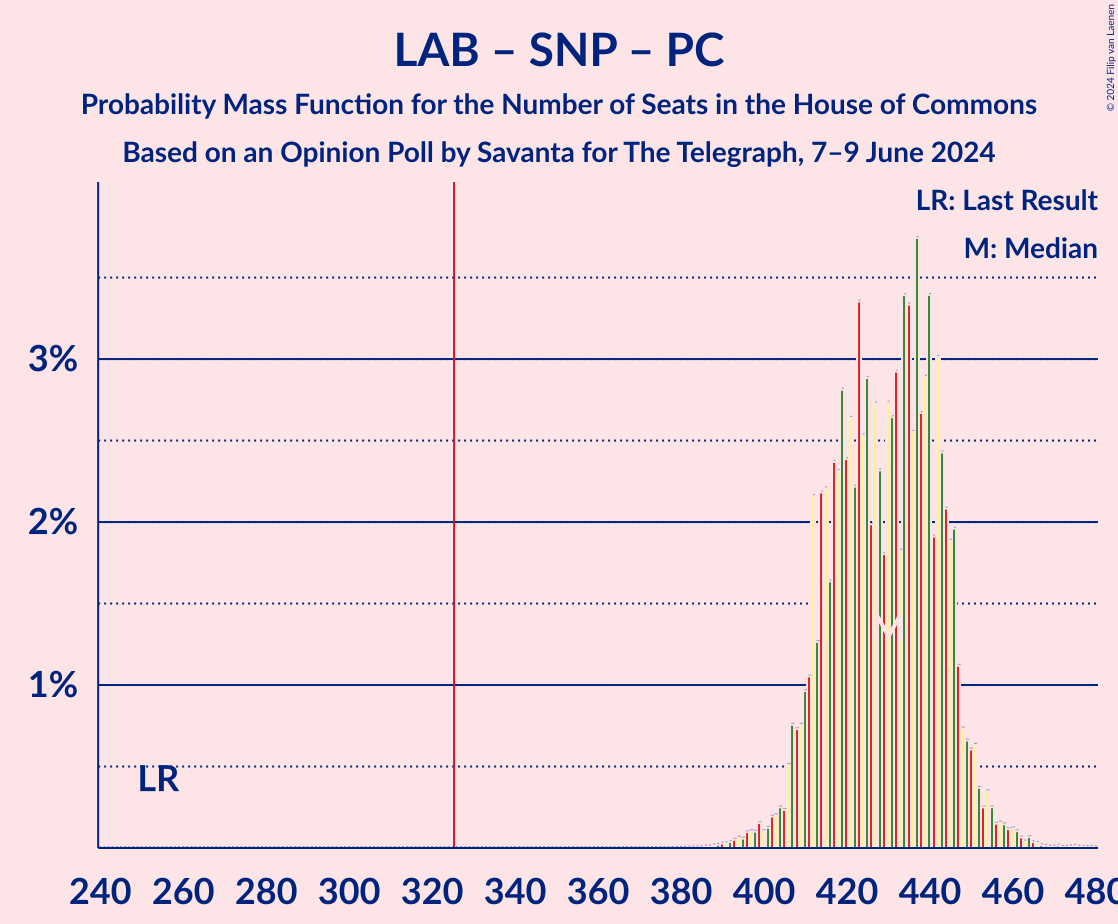 LAB – SNP – PC
Probability Mass Function for the Number of Seats in the House of Commons
Based on an Opinion Poll by Savanta for The Telegraph, 7–9 June 2024
© 2024 Filip van Laenen
LR: Last Result
M: Median
3%
2%
1%
LR
M
240 260 280 300 320 340 360 380 400 420 440 460 480